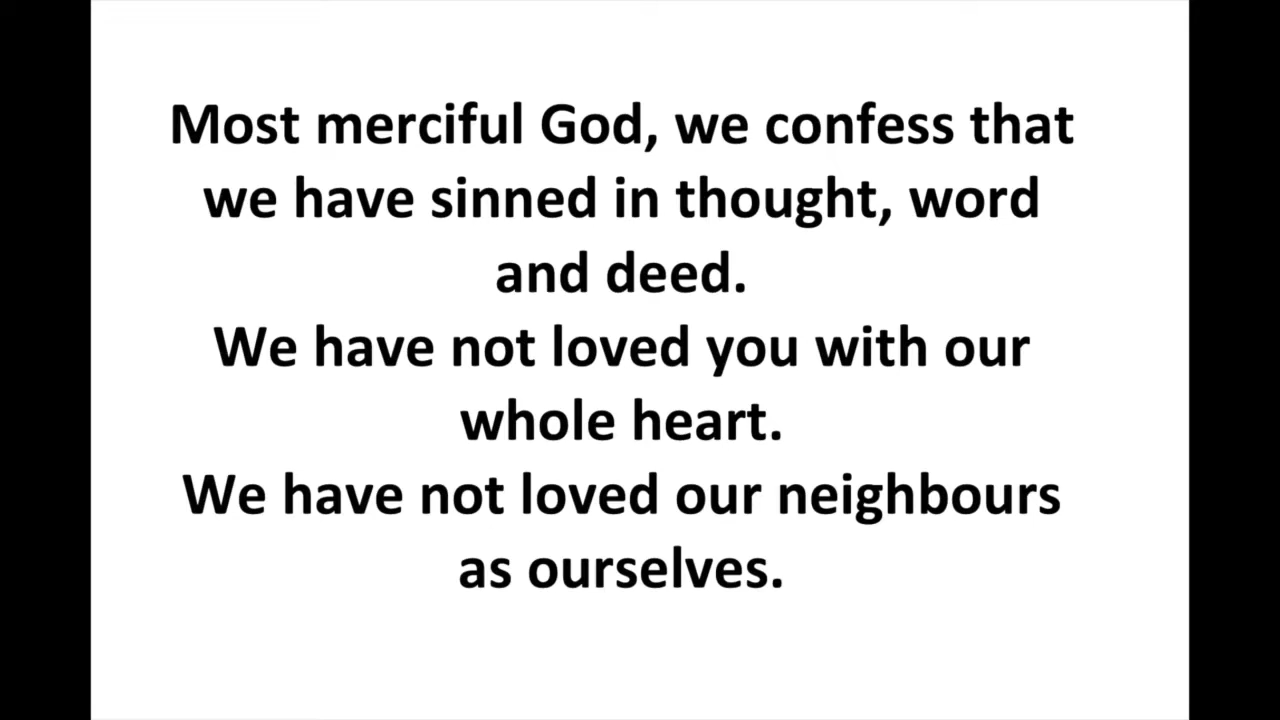 Most merciful God, we confess that
we have sinned in thought, word
and deed.
We have not loved you with our
whole heart.
We have not loved our neighbours
as ourselves.